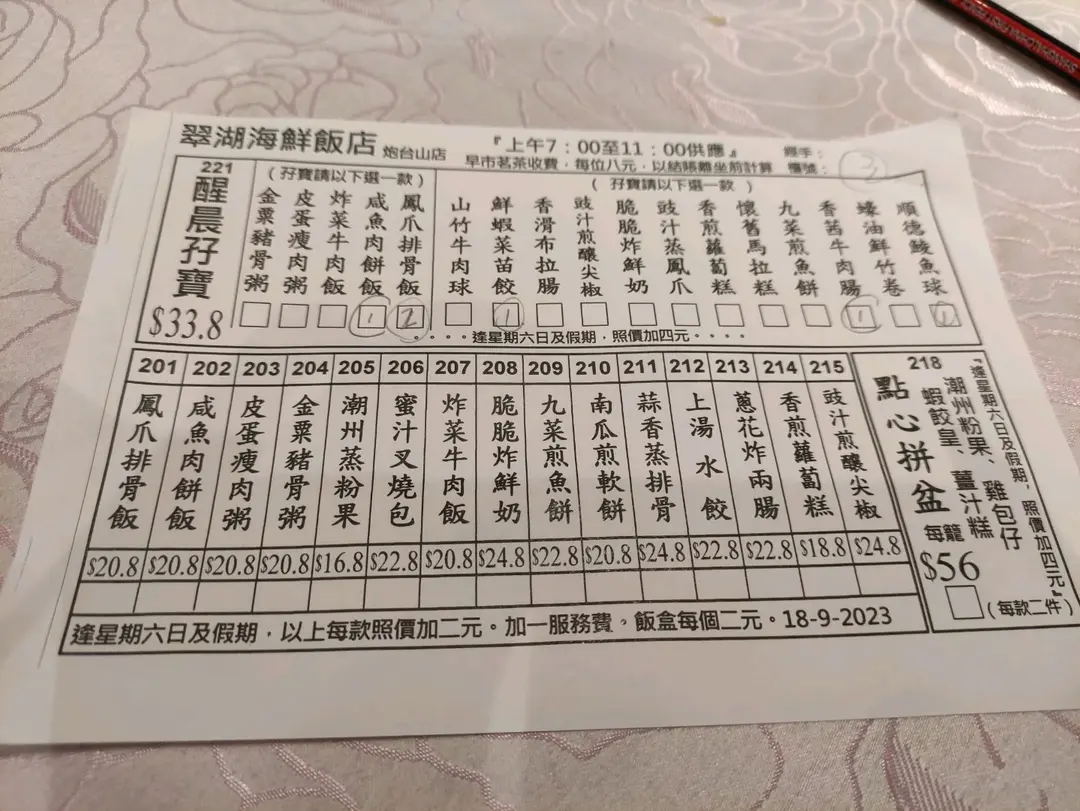 翠湖海鮮飯店 炮台山店
『上午7：00至11：00供應』
早市茗茶收費，每位八元，以結賬離坐前計算
經手：
檯號： 3
221
醒晨孖寶
$33.8
(孖寶請以下選一款)
金粟豬骨粥
皮蛋瘦肉粥
炸菜牛肉飯
咸魚肉餅飯 1
鳳爪排骨飯 2
(孖寶請以下選一款)
山竹牛肉球
鮮蝦菜苗餃 1
香滑布拉腸
豉汁煎釀尖椒
脆脆炸鮮奶
豉汁蒸鳳爪
香煎蘿蔔糕
懷舊馬拉糕
九菜煎魚餅
香茜牛肉腸 1
蠔油鮮竹卷
順德鯪魚球 1
....逢星期六日及假期，照價加四元....
201 鳳爪排骨飯 $20.8
202 咸魚肉餅飯 $20.8
203 皮蛋瘦肉粥 $20.8
204 金粟豬骨粥 $20.8
205 潮州蒸粉果 $16.8
206 蜜汁叉燒包 $22.8
207 炸菜牛肉飯 $20.8
208 脆脆炸鮮奶 $24.8
209 九菜煎魚餅 $22.8
210 南瓜煎軟餅 $20.8
211 蒜香蒸排骨 $24.8
212 上湯水餃 $22.8
213 蔥花炸兩腸 $22.8
214 香煎蘿蔔糕 $18.8
215 豉汁煎釀尖椒 $24.8
218
『逢星期六日及假期，照價加四元』
潮州粉果、雞包仔
蝦餃皇、薑汁糕
點心拼盆 每籠
$56
(每款二件)
逢星期六日及假期，以上每款照價加二元。加一服務費。飯盒每個二元。18-9-2023